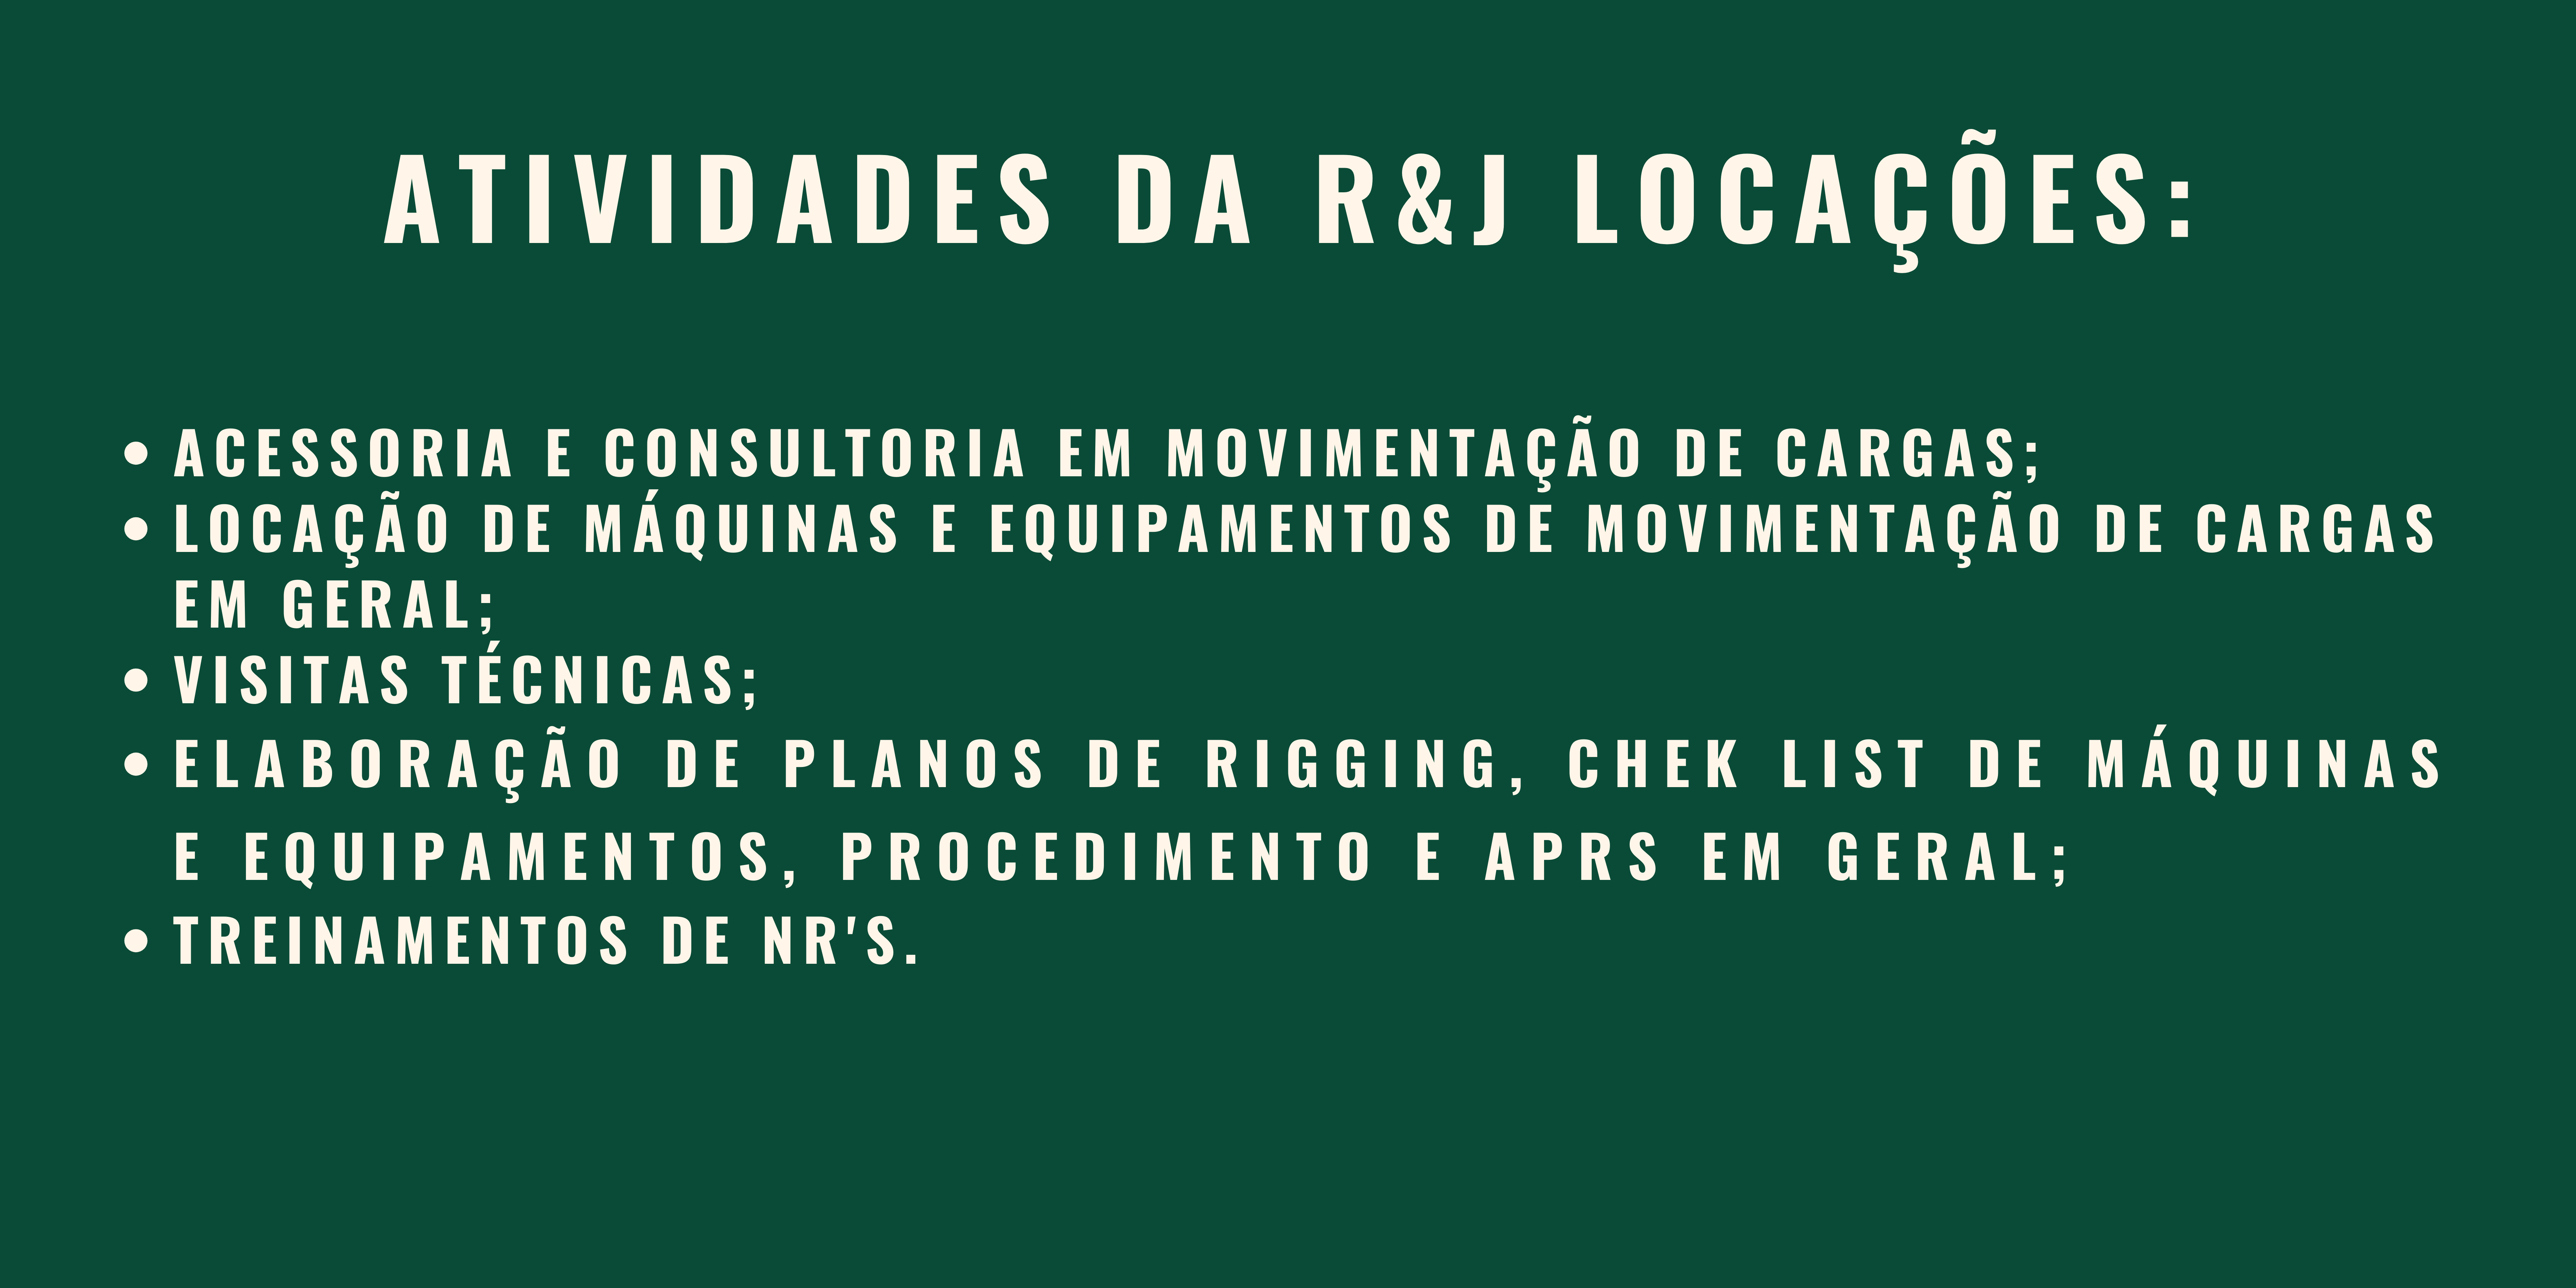 ATIVIDADES DA R&J LOCAÇÕES:
• ACESSORIA E CONSULTORIA EM MOVIMENTAÇÃO DE CARGAS;
• LOCAÇÃO DE MÁQUINAS E EQUIPAMENTOS DE MOVIMENTAÇÃO DE CARGAS
EM GERAL;
• VISITAS TÉCNICAS;
• ELABORAÇÃO DE PLANOS DE RIGGING, CHEK LIST DE MÁQUINAS
E EQUIPAMENTOS, PROCEDIMENTO E APRS EM GERAL;
• TREINAMENTOS DE NR'S.